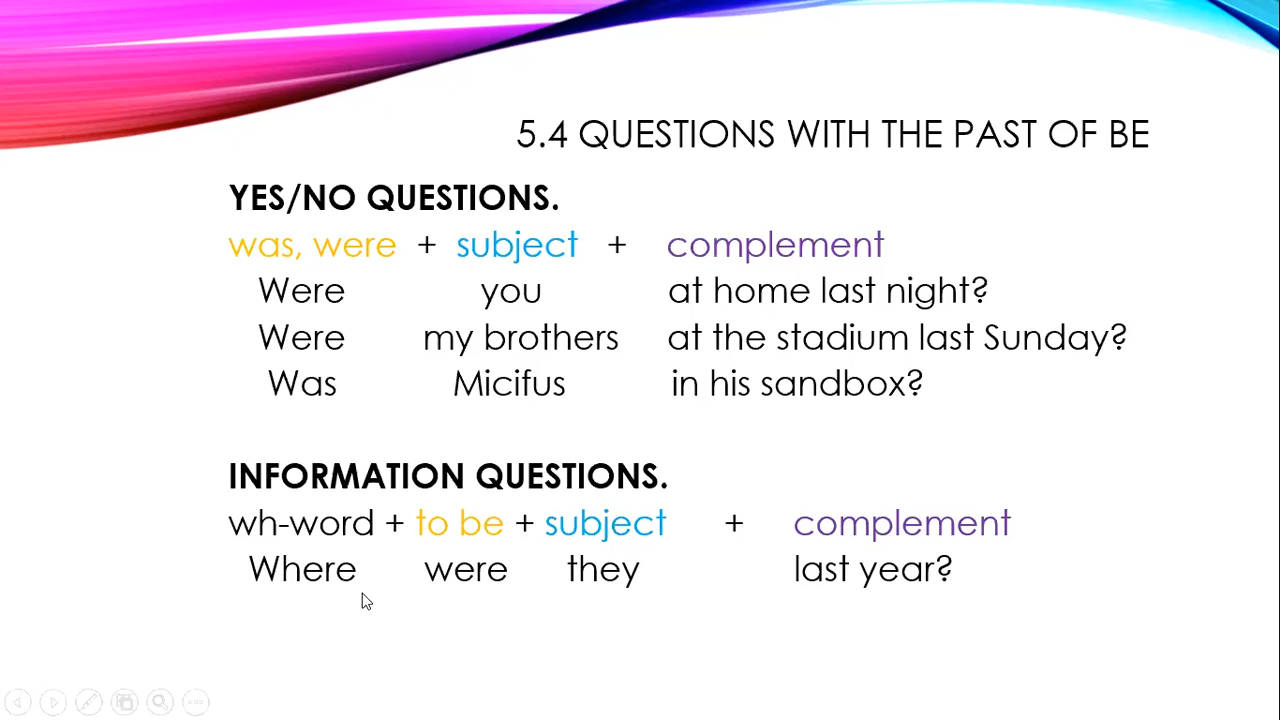 5.4 QUESTIONS WITH THE PAST OF BE
YES/NO QUESTIONS.
was, were + subject + complement
Were you at home last night?
Were my brothers at the stadium last Sunday?
Was Micifus in his sandbox?
INFORMATION QUESTIONS.
wh-word + to be + subject + complement
Where were they last year?